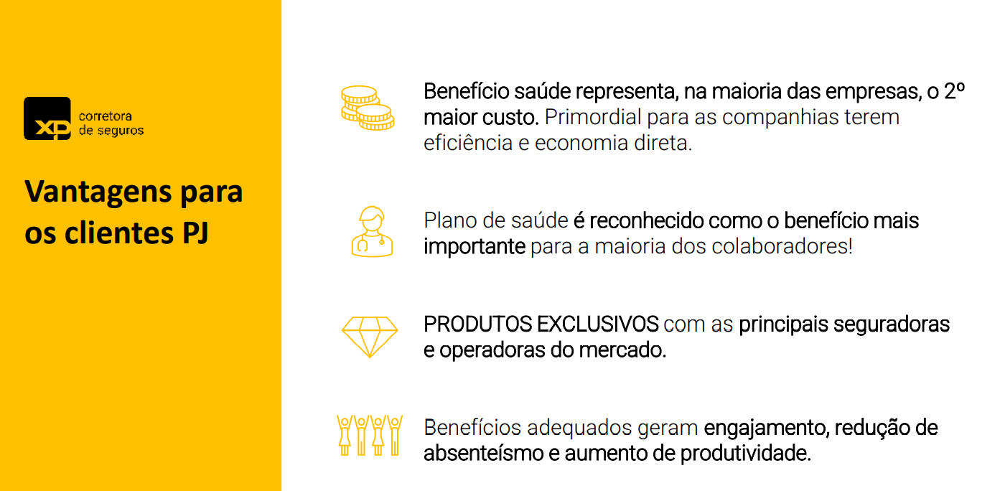 xp corretora
de seguros
Vantagens para
os clientes PJ
Benefício saúde representa, na maioria das empresas, o 2º
maior custo. Primordial para as companhias terem
eficiência e economia direta.
Plano de saúde é reconhecido como o benefício mais
importante para a maioria dos colaboradores!
PRODUTOS EXCLUSIVOS com as principais seguradoras
e operadoras do mercado.
Benefícios adequados geram engajamento, redução de
absenteísmo e aumento de produtividade.